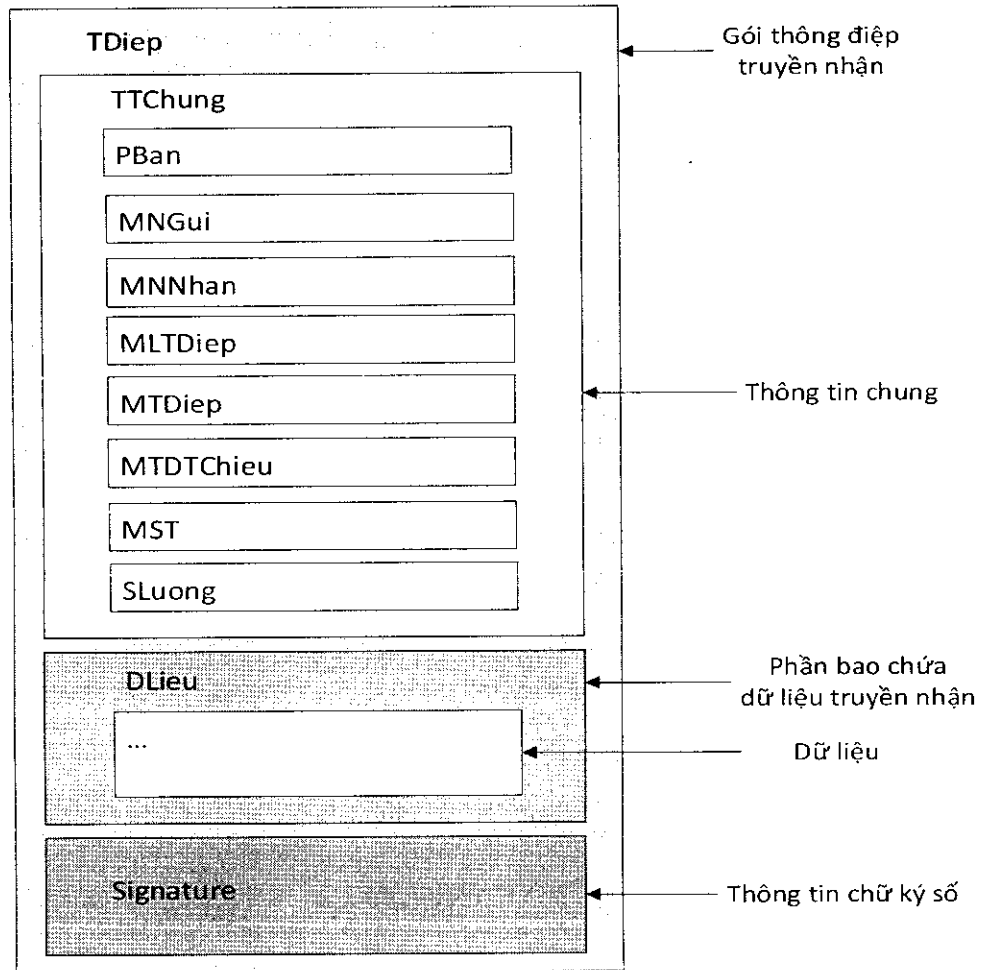 TDiep
Gói thông điệp
truyền nhận
TTChung
PBan
MNGui
MNNhan
MLTDiep
MTDiep
Thông tin chung
MTDTChieu
MST
SLuong
DLieu
Phần bao chứa
dữ liệu truyền nhận
...
Dữ liệu
Signature
Thông tin chữ ký số